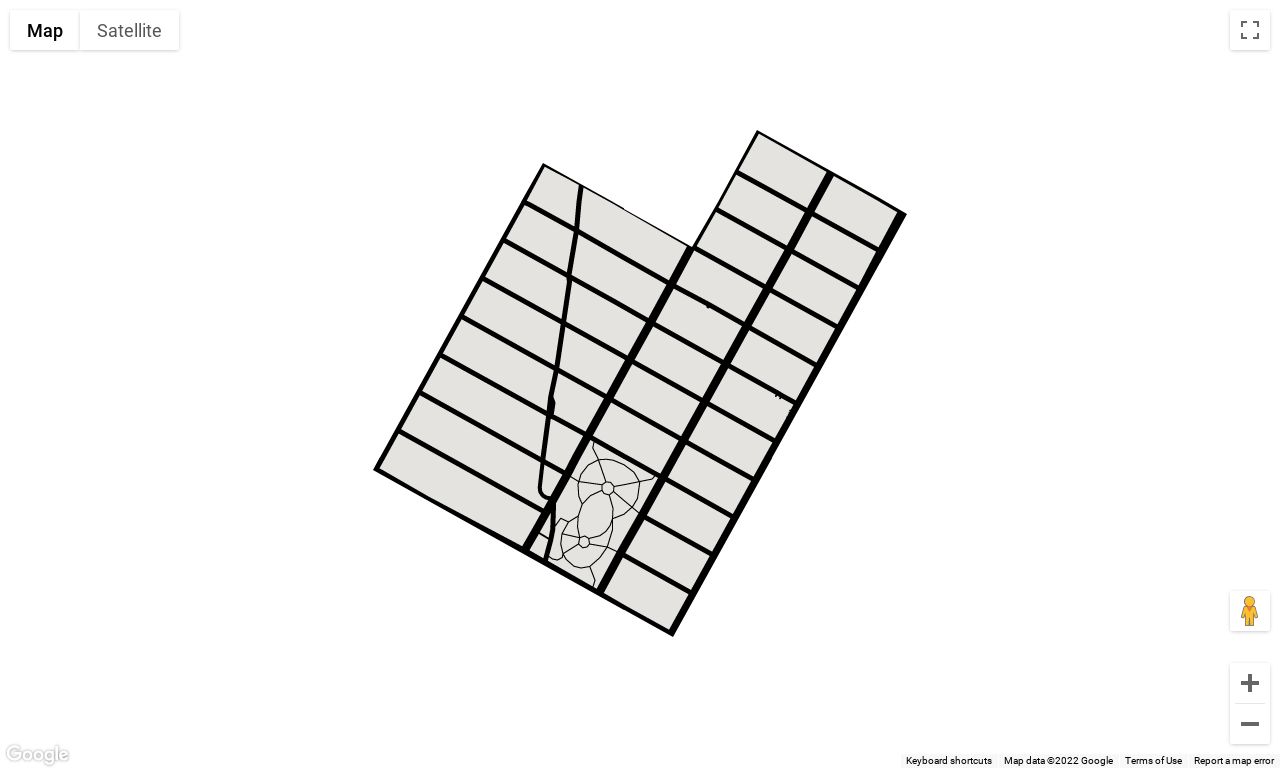 Map
Satellite
Google
Keyboard shortcuts
Map data ©2022 Google
Terms of Use
Report a map error